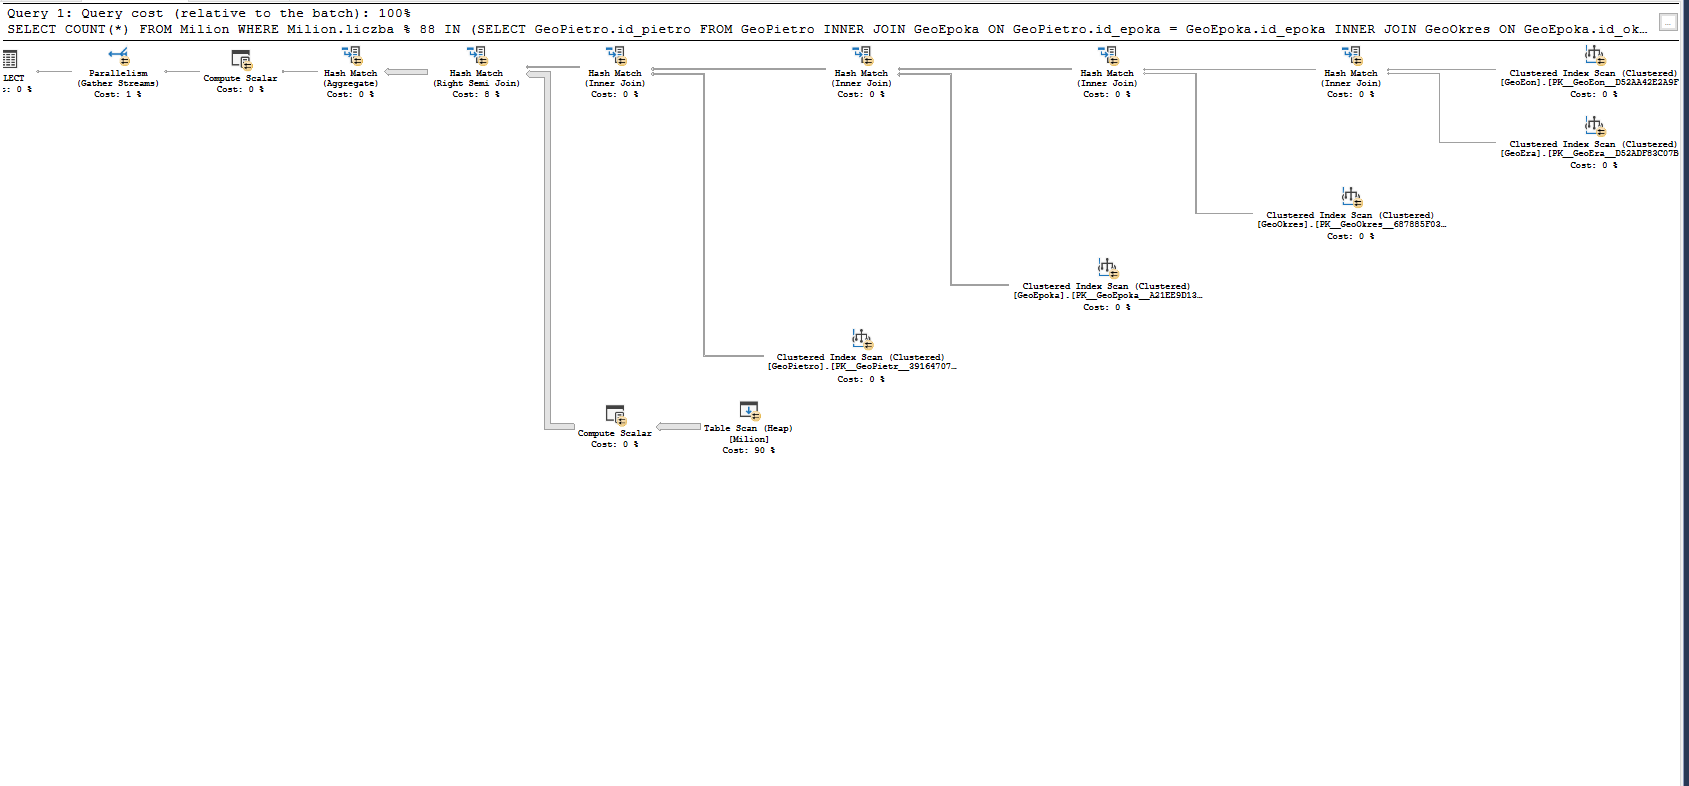 Query 1: Query cost (relative to the batch): 100%
SELECT COUNT(*) FROM Milion WHERE Milion.liczba % 88 IN (SELECT GeoPietro.id_pietro FROM GeoPietro INNER JOIN GeoEpoka ON GeoPietro.id_epoka = GeoEpoka.id_epoka INNER JOIN GeoOkres ON GeoEpoka.id_ok…
LECT
: 0 %
Parallelism
(Gather Streams)
Cost: 1 %
Compute Scalar
Cost: 0 %
Hash Match
(Aggregate)
Cost: 0 %
Hash Match
(Right Semi Join)
Cost: 8 %
Hash Match
(Inner Join)
Cost: 0 %
Hash Match
(Inner Join)
Cost: 0 %
Hash Match
(Inner Join)
Cost: 0 %
Hash Match
(Inner Join)
Cost: 0 %
Clustered Index Scan (Clustered)
[GeoEon].[PK__GeoEon__D52AA42E2A9F
Cost: 0 %
Clustered Index Scan (Clustered)
[GeoEra].[PK__GeoEra__D52ADF83C07B
Cost: 0 %
Clustered Index Scan (Clustered)
[GeoOkres].[PK__GeoOkres__687885F03…
Cost: 0 %
Clustered Index Scan (Clustered)
[GeoEpoka].[PK__GeoEpoka__A21EE9D13…
Cost: 0 %
Clustered Index Scan (Clustered)
[GeoPietro].[PK__GeoPietr__39164707…
Cost: 0 %
Compute Scalar
Cost: 0 %
Table Scan (Heap)
[Milion]
Cost: 90 %